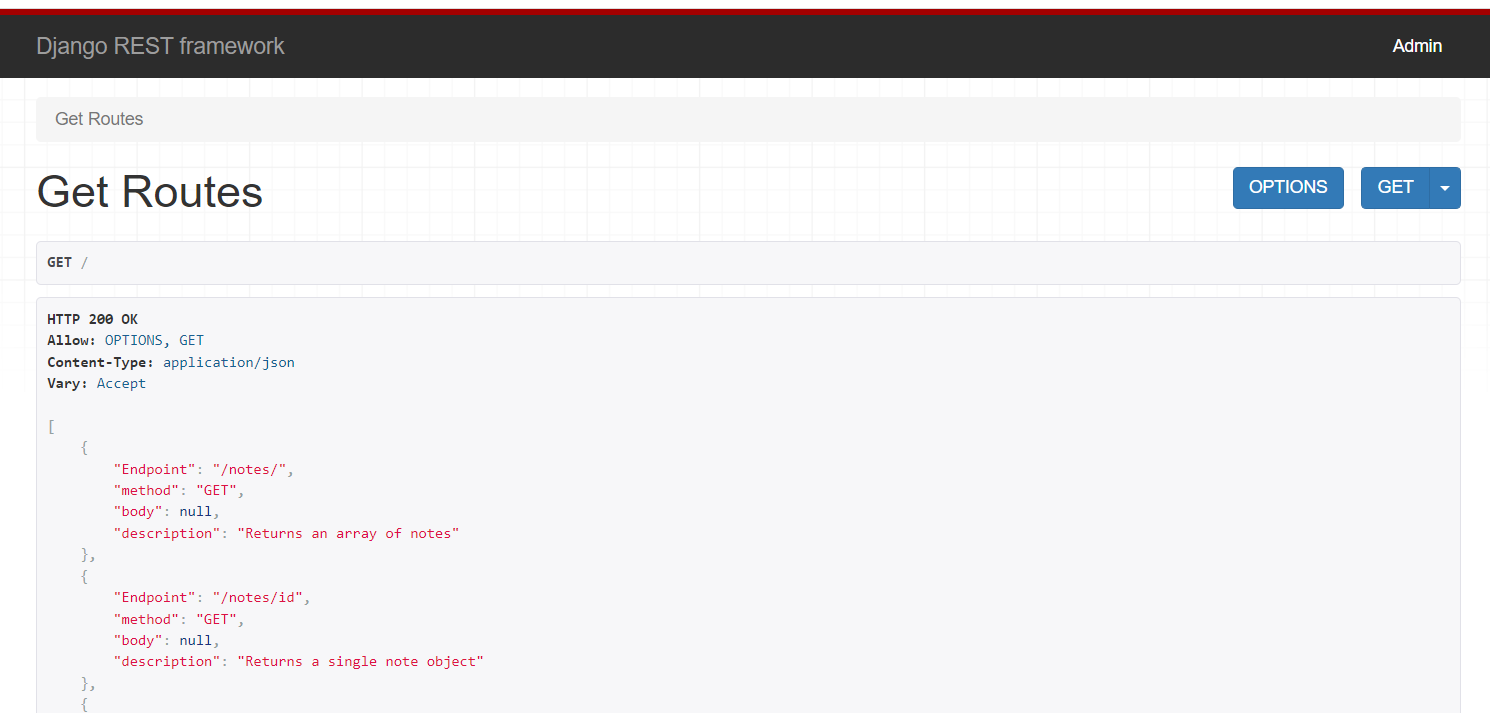 Django REST framework
Admin
Get Routes
Get Routes
OPTIONS
GET
GET /
HTTP 200 OK
Allow: OPTIONS, GET
Content-Type: application/json
Vary: Accept
[
    {
        "Endpoint": "/notes/",
        "method": "GET",
        "body": null,
        "description": "Returns an array of notes"
    },
    {
        "Endpoint": "/notes/id",
        "method": "GET",
        "body": null,
        "description": "Returns a single note object"
    },
    {